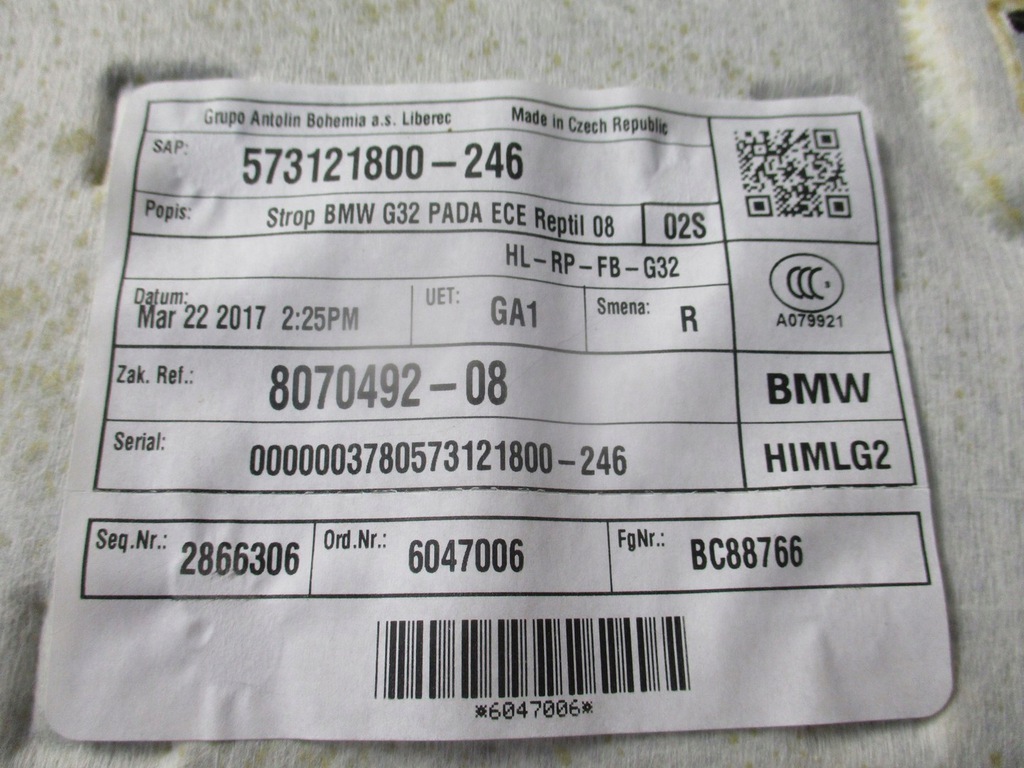 Grupo Antolin Bohemia a.s. Liberec Made in Czech Republic
SAP: 573121800-246
Popis: Strop BMW G32 PADA ECE Reptil 08 02S
HL-RP-FB-G32
CCC
A079921
Datum: Mar 22 2017 2:25PM UET: GA1 Smena: R
Zak. Ref.: 8070492-08 BMW
Serial: 0000003780573121800-246 HIMLG2
Seq.Nr.: 2866306 Ord.Nr.: 6047006 FgNr.: BC88766
*6047006*